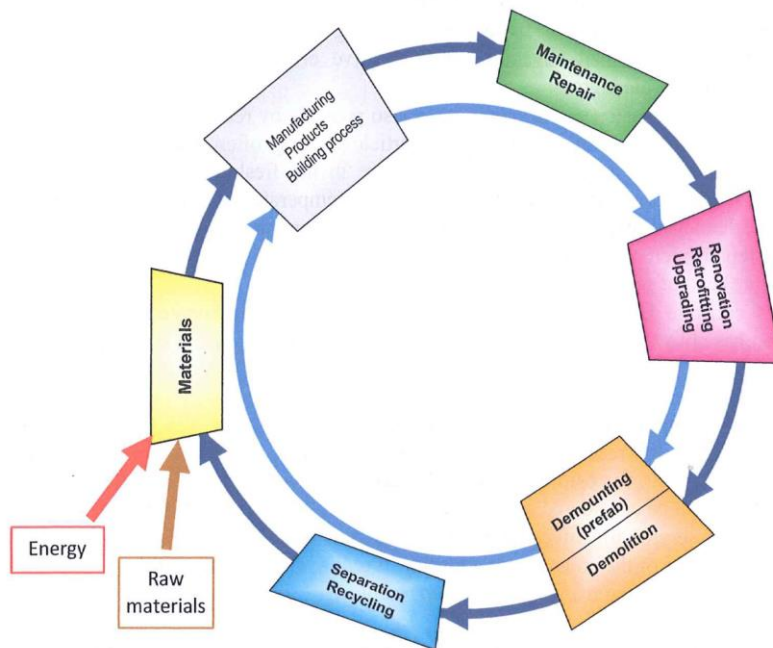 Maintenance
Repair
Manufacturing
Products
Building process
Renovation
Retrofitting
Upgrading
Materials
Demounting
(prefab)
Demolition
Separation
Recycling
Energy
Raw
materials